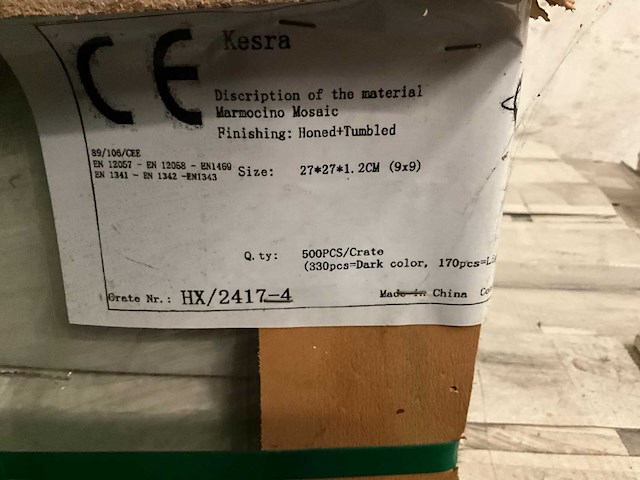 CE Kesra
Discription of the material
Marmocino Mosaic
Finishing: Honed+Tumbled
89/106/CEE
EN 12057 - EN 12058 - EN1469
EN 1341 - EN 1342 -EN1343
Size: 27*27*1.2CM (9x9)
Q.ty: 500PCS/Crate
(330pcs=Dark color, 170pcs=Li
Crate Nr.: HX/2417-4
Made in China